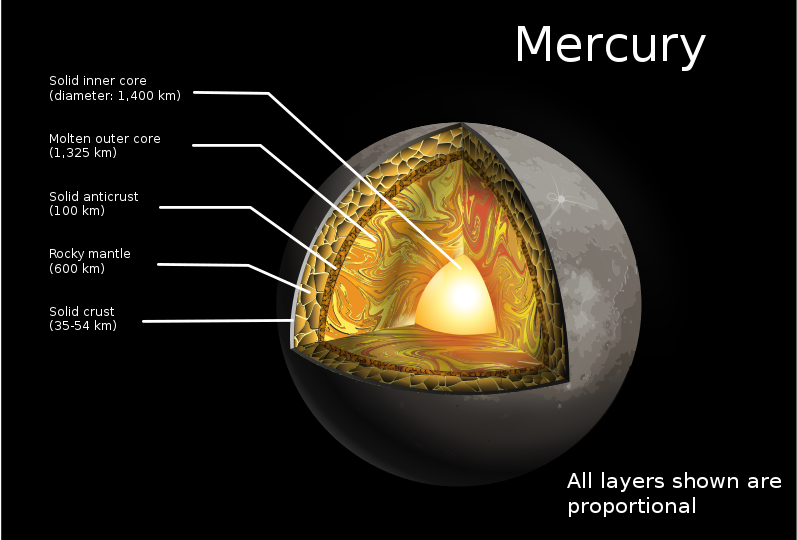 Mercury
Solid inner core
(diameter: 1,400 km)
Molten outer core
(1,325 km)
Solid anticrust
(100 km)
Rocky mantle
(600 km)
Solid crust
(35-54 km)
All layers shown are
proportional